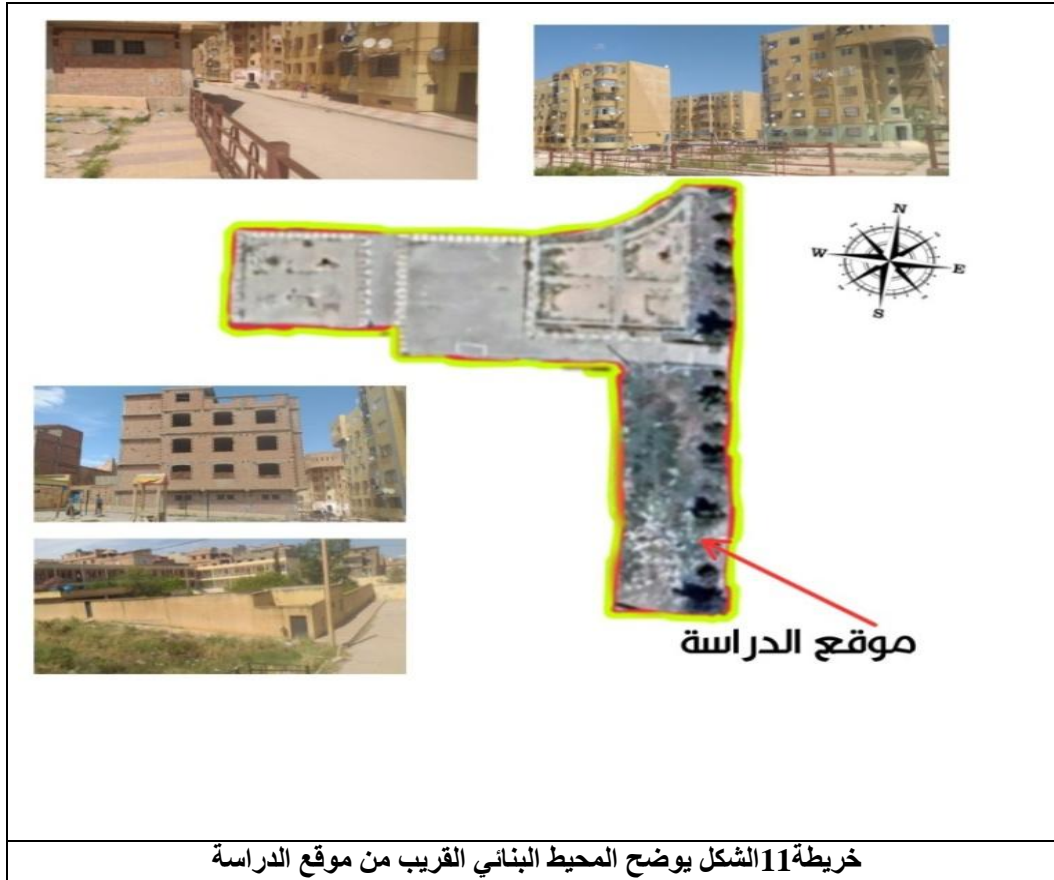 N
W
E
S
موقع الدراسة
خريطة11الشكل يوضح المحيط البنائي القريب من موقع الدراسة